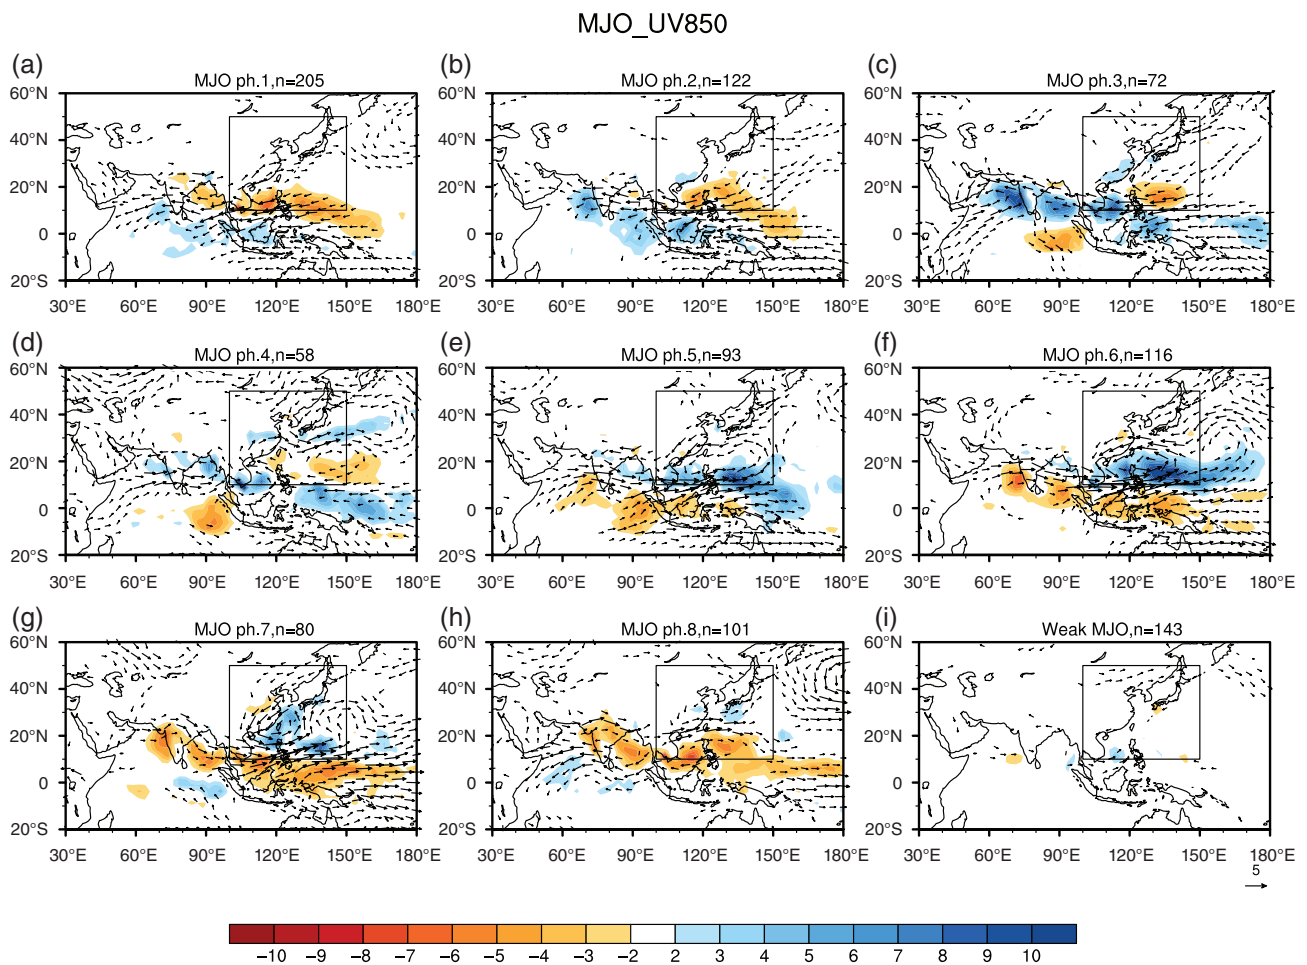 MJO_UV850
(a) (b) (c)
MJO ph.1,n=205 MJO ph.2,n=122 MJO ph.3,n=72
60°N 60°N 60°N
40°N 40°N 40°N
20°N 20°N 20°N
0 0 0
20°S 20°S 20°S
30°E 60°E 90°E 120°E 150°E 180°E 30°E 60°E 90°E 120°E 150°E 180°E 30°E 60°E 90°E 120°E 150°E 180°E
(d) (e) (f)
MJO ph.4,n=58 MJO ph.5,n=93 MJO ph.6,n=116
60°N 60°N 60°N
40°N 40°N 40°N
20°N 20°N 20°N
0 0 0
20°S 20°S 20°S
30°E 60°E 90°E 120°E 150°E 180°E 30°E 60°E 90°E 120°E 150°E 180°E 30°E 60°E 90°E 120°E 150°E 180°E
(g) (h) (i)
MJO ph.7,n=80 MJO ph.8,n=101 Weak MJO,n=143
60°N 60°N 60°N
40°N 40°N 40°N
20°N 20°N 20°N
0 0 0
20°S 20°S 20°S
30°E 60°E 90°E 120°E 150°E 180°E 30°E 60°E 90°E 120°E 150°E 180°E 30°E 60°E 90°E 120°E 150°E 180°E
5
−10 −9 −8 −7 −6 −5 −4 −3 −2 2 3 4 5 6 7 8 9 10